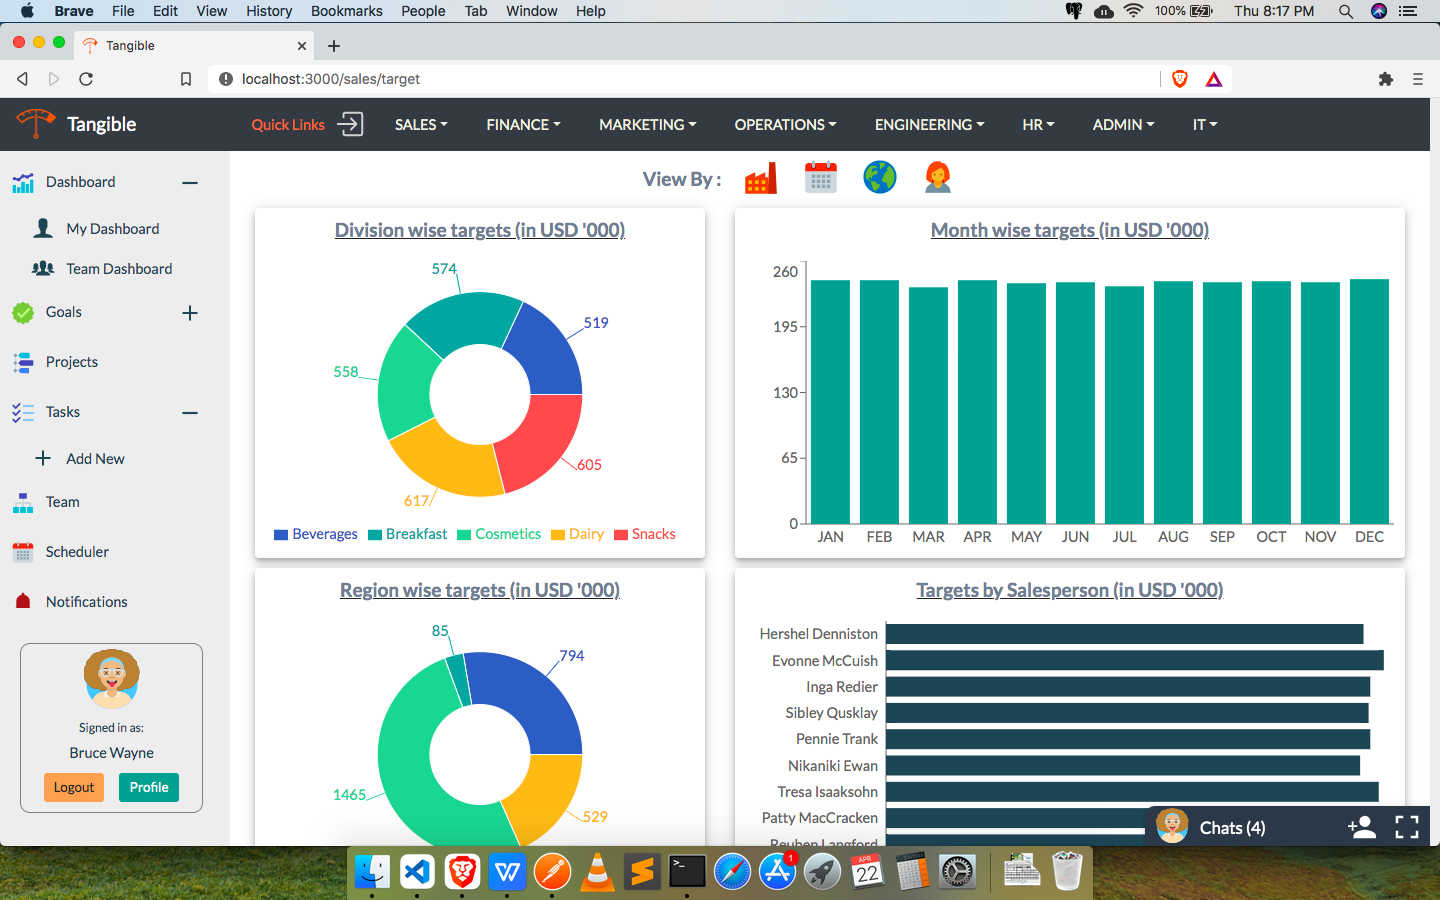 Brave File Edit View History Bookmarks People Tab Window Help 100% Thu 8:17 PM
Tangible
localhost:3000/sales/target
Tangible Quick Links SALES FINANCE MARKETING OPERATIONS ENGINEERING HR ADMIN IT
Dashboard
My Dashboard
Team Dashboard
Goals
Projects
Tasks
Add New
Team
Scheduler
Notifications
Signed in as:
Bruce Wayne
Logout Profile
View By :
Division wise targets (in USD '000)
574
519
558
605
617
Beverages Breakfast Cosmetics Dairy Snacks
Month wise targets (in USD '000)
260
195
130
65
0
JAN FEB MAR APR MAY JUN JUL AUG SEP OCT NOV DEC
Region wise targets (in USD '000)
85
794
1465
529
Targets by Salesperson (in USD '000)
Hershel Denniston
Evonne McCuish
Inga Redier
Sibley Qusklay
Pennie Trank
Nikaniki Ewan
Tresa Isaaksohn
Patty MacCracken
Reuben Langford
Chats (4)
1
APR
22